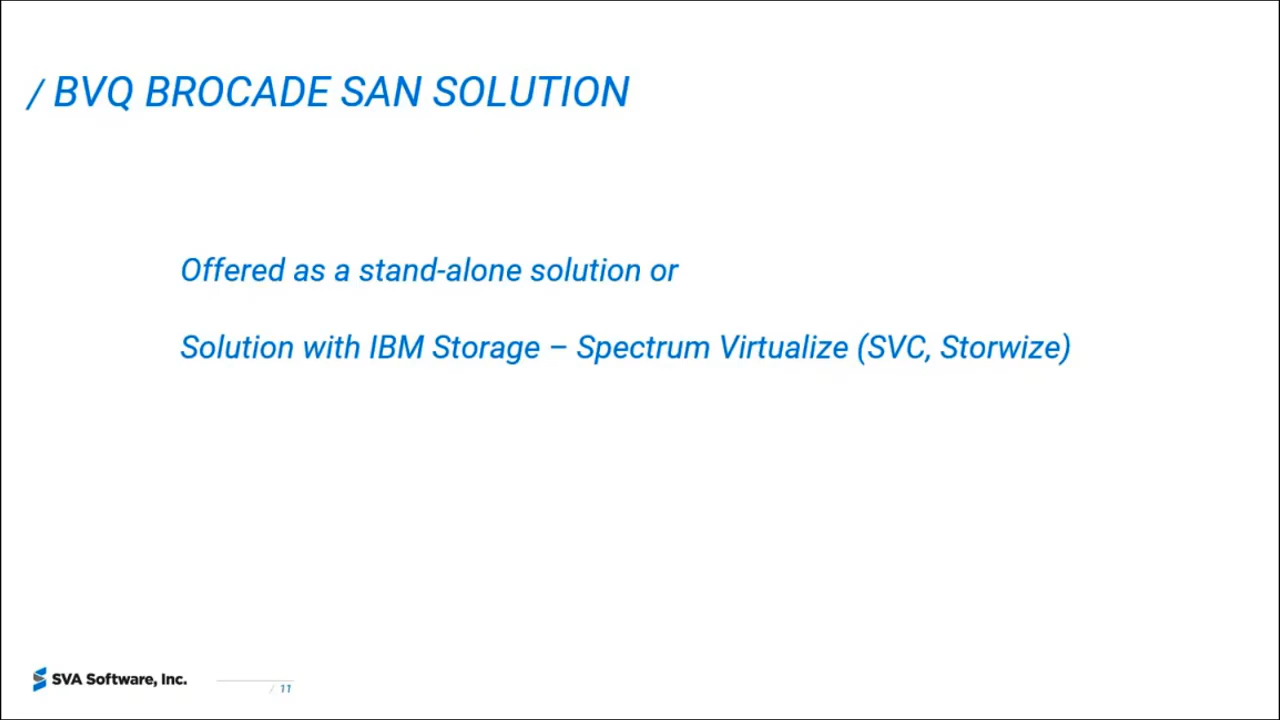 / BVQ BROCADE SAN SOLUTION
Offered as a stand-alone solution or
Solution with IBM Storage – Spectrum Virtualize (SVC, Storwize)
SVA Software, Inc.
/ 11